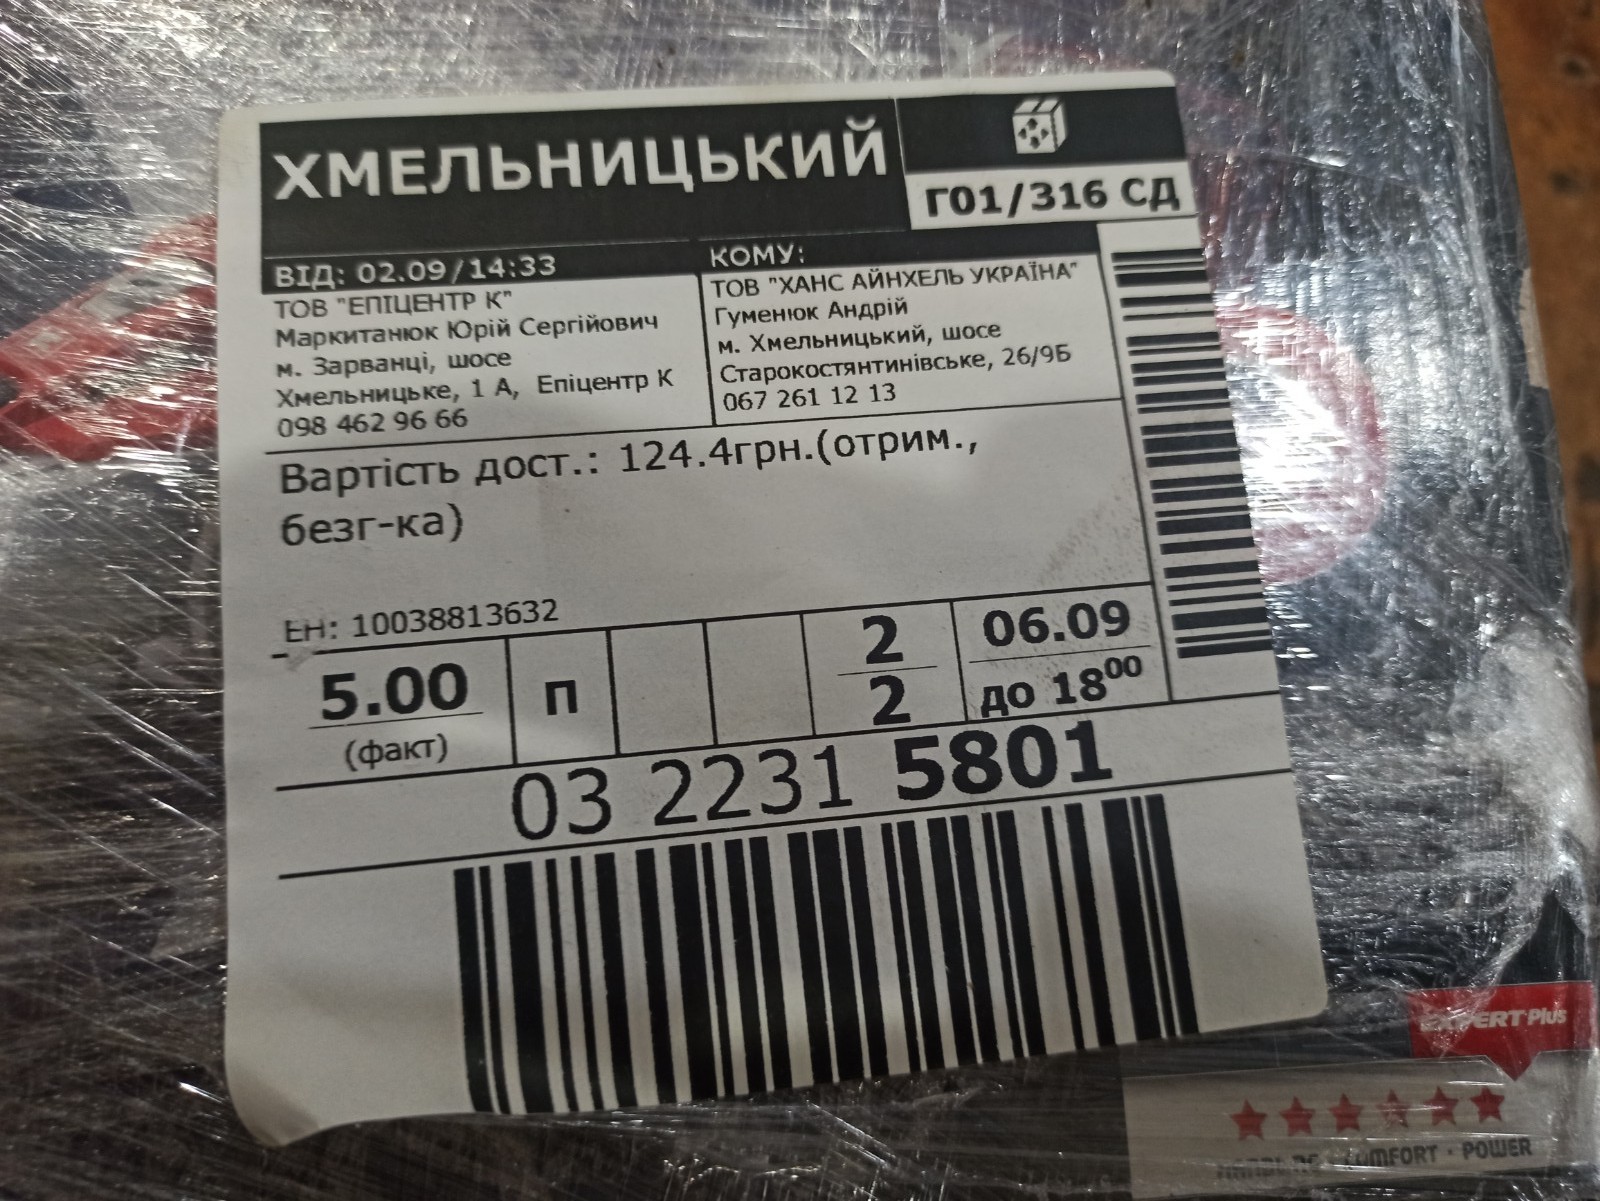 ХМЕЛЬНИЦЬКИЙ
Г01/316 СД
ВІД: 02.09/14:33
ТОВ "ЕПІЦЕНТР К"
Маркитанюк Юрій Сергійович
м. Зарванці, шосе
Хмельницьке, 1 А, Епіцентр К
098 462 96 66
КОМУ:
ТОВ "ХАНС АЙНХЕЛЬ УКРАЇНА"
Гуменюк Андрій
м. Хмельницький, шосе
Старокостянтинівське, 26/9Б
067 261 12 13
Вартість дост.: 124.4грн.(отрим.,
безг-ка)
ЕН: 10038813632
5.00
(факт)
п
2
2
06.09
до 18⁰⁰
03 2231 5801
EXPERT Plus
COMFORT · POWER